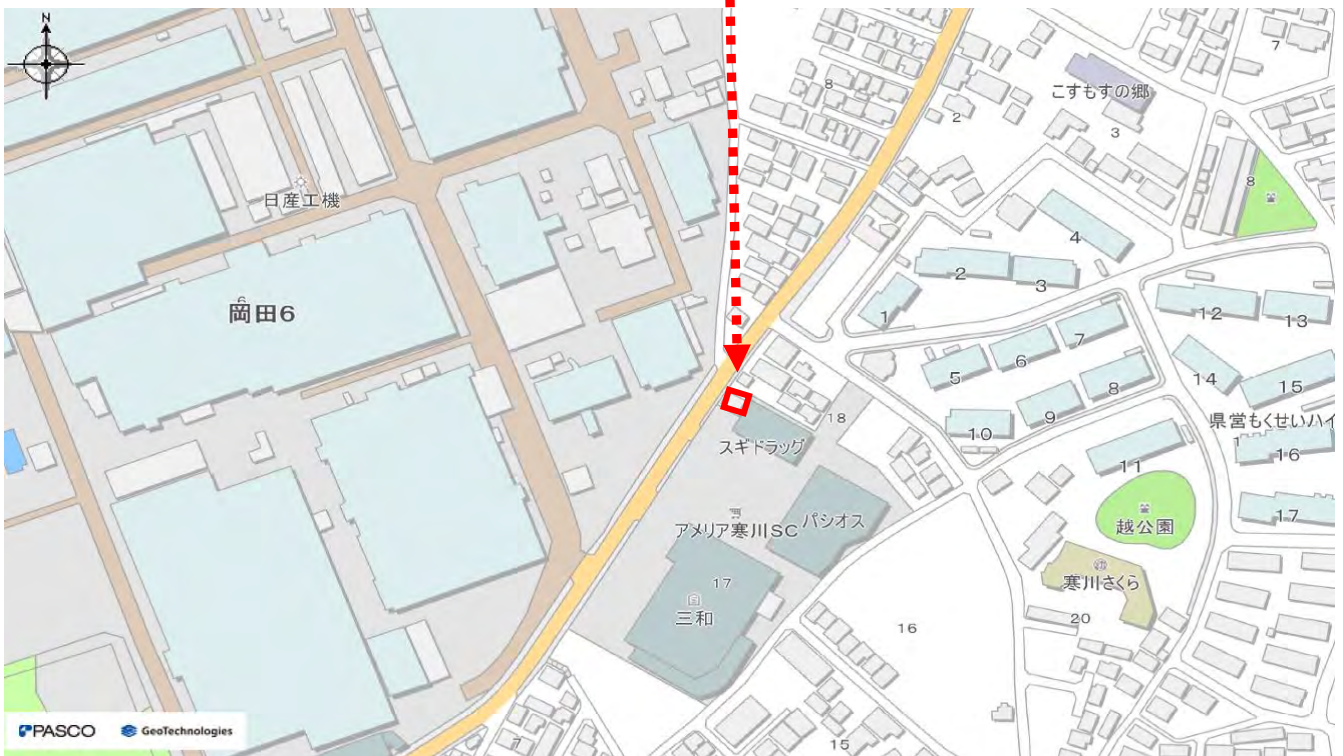 N
7
8
こすもすの郷
2
3
8
日産工機
4
2
3
1
12
13
6
岡田6
7
6
5
14
15
8
9
18
10
県営もくせいハイ
スギドラッグ
11
16
パシオス
アメリア寒川SC
越公園
17
17
寒川さくら
三和
20
16
PASCO
GeoTechnologies
7
15